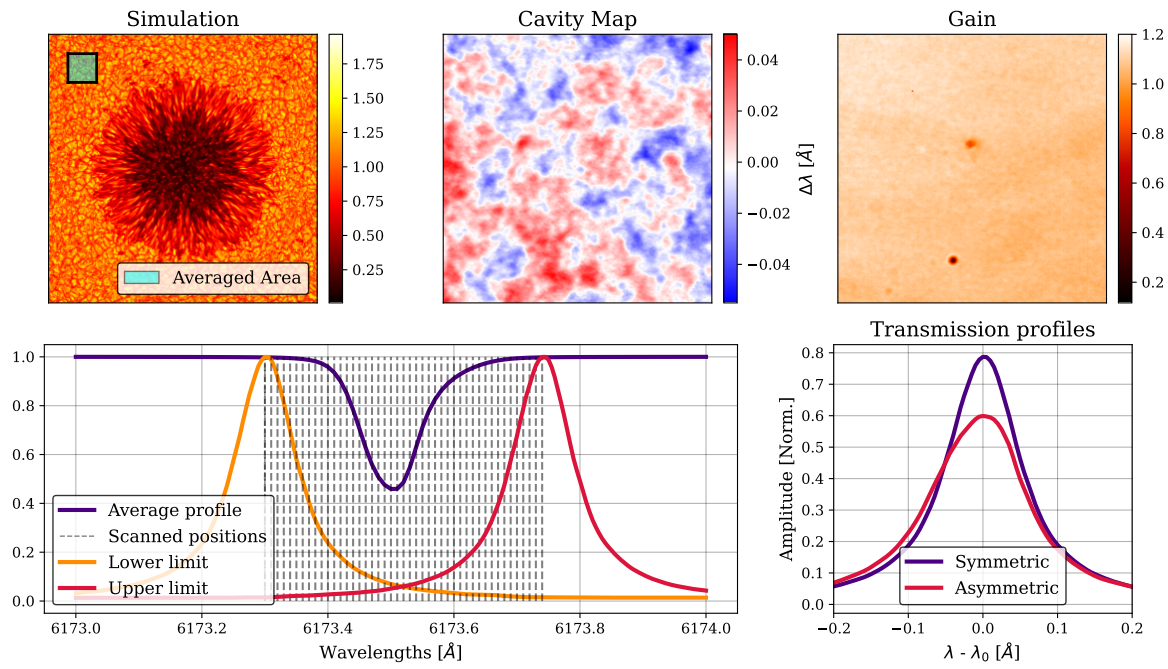 Simulation
Cavity Map
Gain
1.75
1.50
1.25
1.00
0.75
0.50
0.25
Averaged Area
0.04
0.02
0.00
−0.02
−0.04
Δλ [Å]
1.2
1.0
0.8
0.6
0.4
0.2
1.0
0.8
0.6
0.4
0.2
0.0
Average profile
Scanned positions
Lower limit
Upper limit
6173.0
6173.2
6173.4
6173.6
6173.8
6174.0
Wavelengths [Å]
Transmission profiles
Amplitude [Norm.]
0.8
0.7
0.6
0.5
0.4
0.3
0.2
0.1
0.0
Symmetric
Asymmetric
−0.2
−0.1
0.0
0.1
0.2
λ - λ₀ [Å]